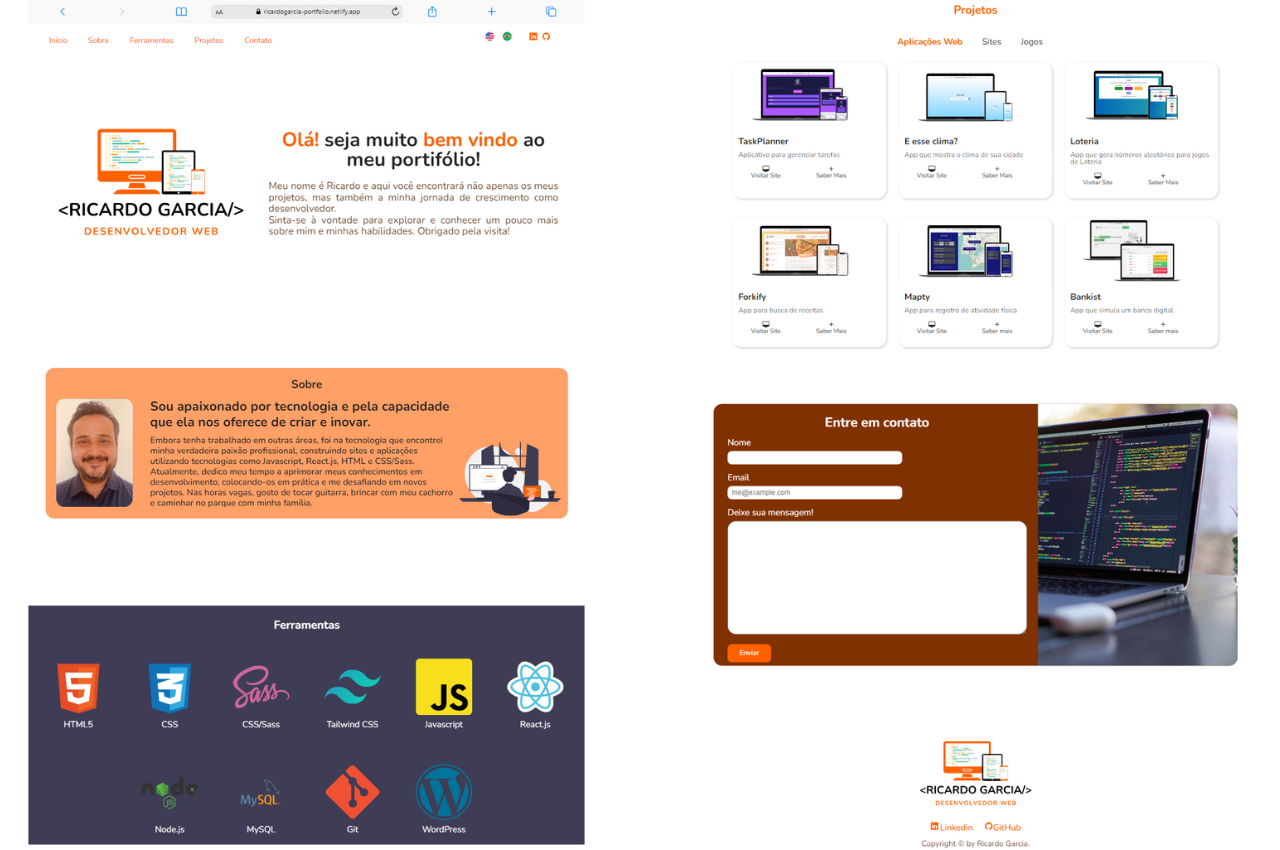 AA ricardogarcia-portfolio.netlify.app
Inicio Sobre Ferramentas Projetos Contato
<RICARDO GARCIA/>
DESENVOLVEDOR WEB
Olá! seja muito bem vindo ao
meu portifólio!
Meu nome é Ricardo e aqui você encontrará não apenas os meus
projetos, mas também a minha jornada de crescimento como
desenvolvedor.
Sinta-se à vontade para explorar e conhecer um pouco mais
sobre mim e minhas habilidades. Obrigado pela visita!
Sobre
Sou apaixonado por tecnologia e pela capacidade
que ela nos oferece de criar e inovar.
Embora tenha trabalhado em outras áreas, foi na tecnologia que encontrei
minha verdadeira paixão profissional, construindo sites e aplicações
utilizando tecnologias como Javascript, React.js, HTML e CSS/Sass.
Atualmente, dedico meu tempo a aprimorar meus conhecimentos em
desenvolvimento, colocando-os em prática e me desafiando em novos
projetos. Nas horas vagas, gosto de tocar guitarra, brincar com meu cachorro
e caminhar no parque com minha família.
Ferramentas
5 3 Sass JS
HTML5 CSS CSS/Sass Tailwind CSS Javascript React.js
node JS MySQL W
Node.js MySQL Git WordPress
Projetos
Aplicações Web Sites Jogos
TaskPlanner
Aplicativo para gerenciar tarefas
Visitar Site Saber Mais
E esse clima?
App que mostra o clima de sua cidade
Visitar Site Saber Mais
Loteria
App que gera números aleatórios para jogos
de Loteria
Visitar Site Saber Mais
Forkify
App para busca de receitas
Visitar Site Saber Mais
Mapty
App para registro de atividade física
Visitar Site Saber mais
Bankist
App que simula um banco digital
Visitar Site Saber mais
Entre em contato
Nome
Email
me@example.com
Deixe sua mensagem!
Enviar
<RICARDO GARCIA/>
DESENVOLVEDOR WEB
Linkedin GitHub
Copyright © by Ricardo Garcia.